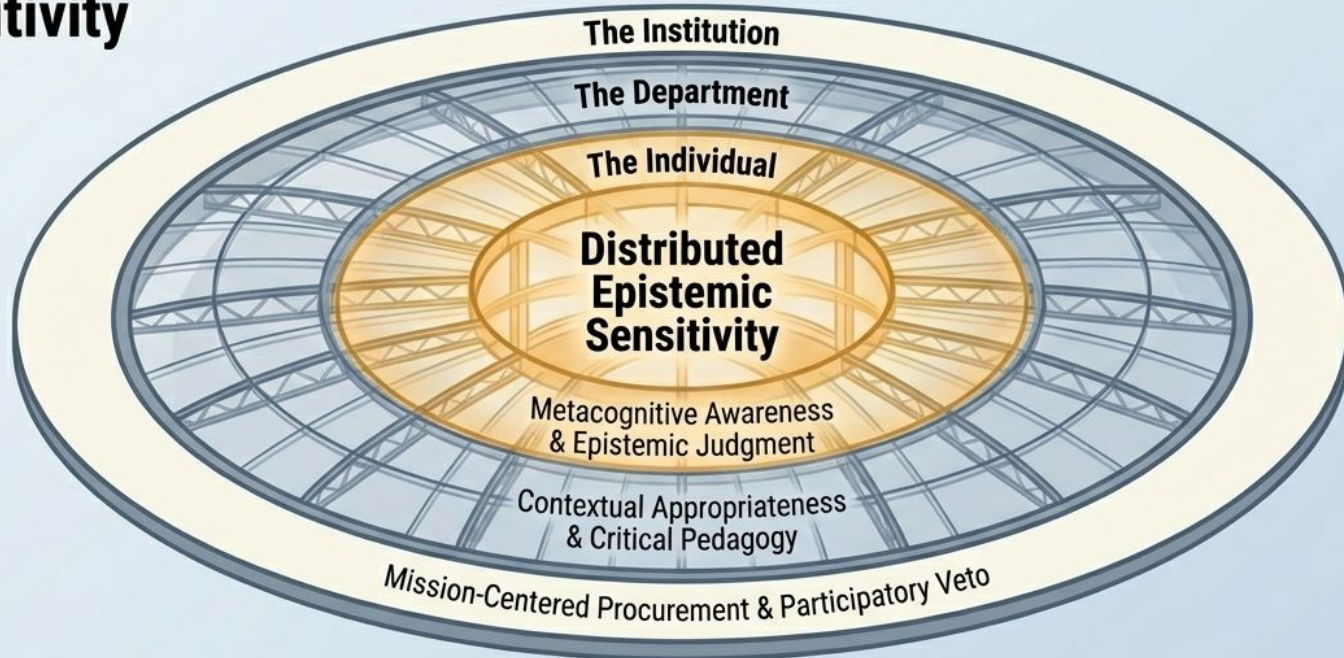 The Institution
The Department
The Individual
Distributed
Epistemic
Sensitivity
Metacognitive Awareness
& Epistemic Judgment
Contextual Appropriateness
& Critical Pedagogy
Mission-Centered Procurement & Participatory Veto